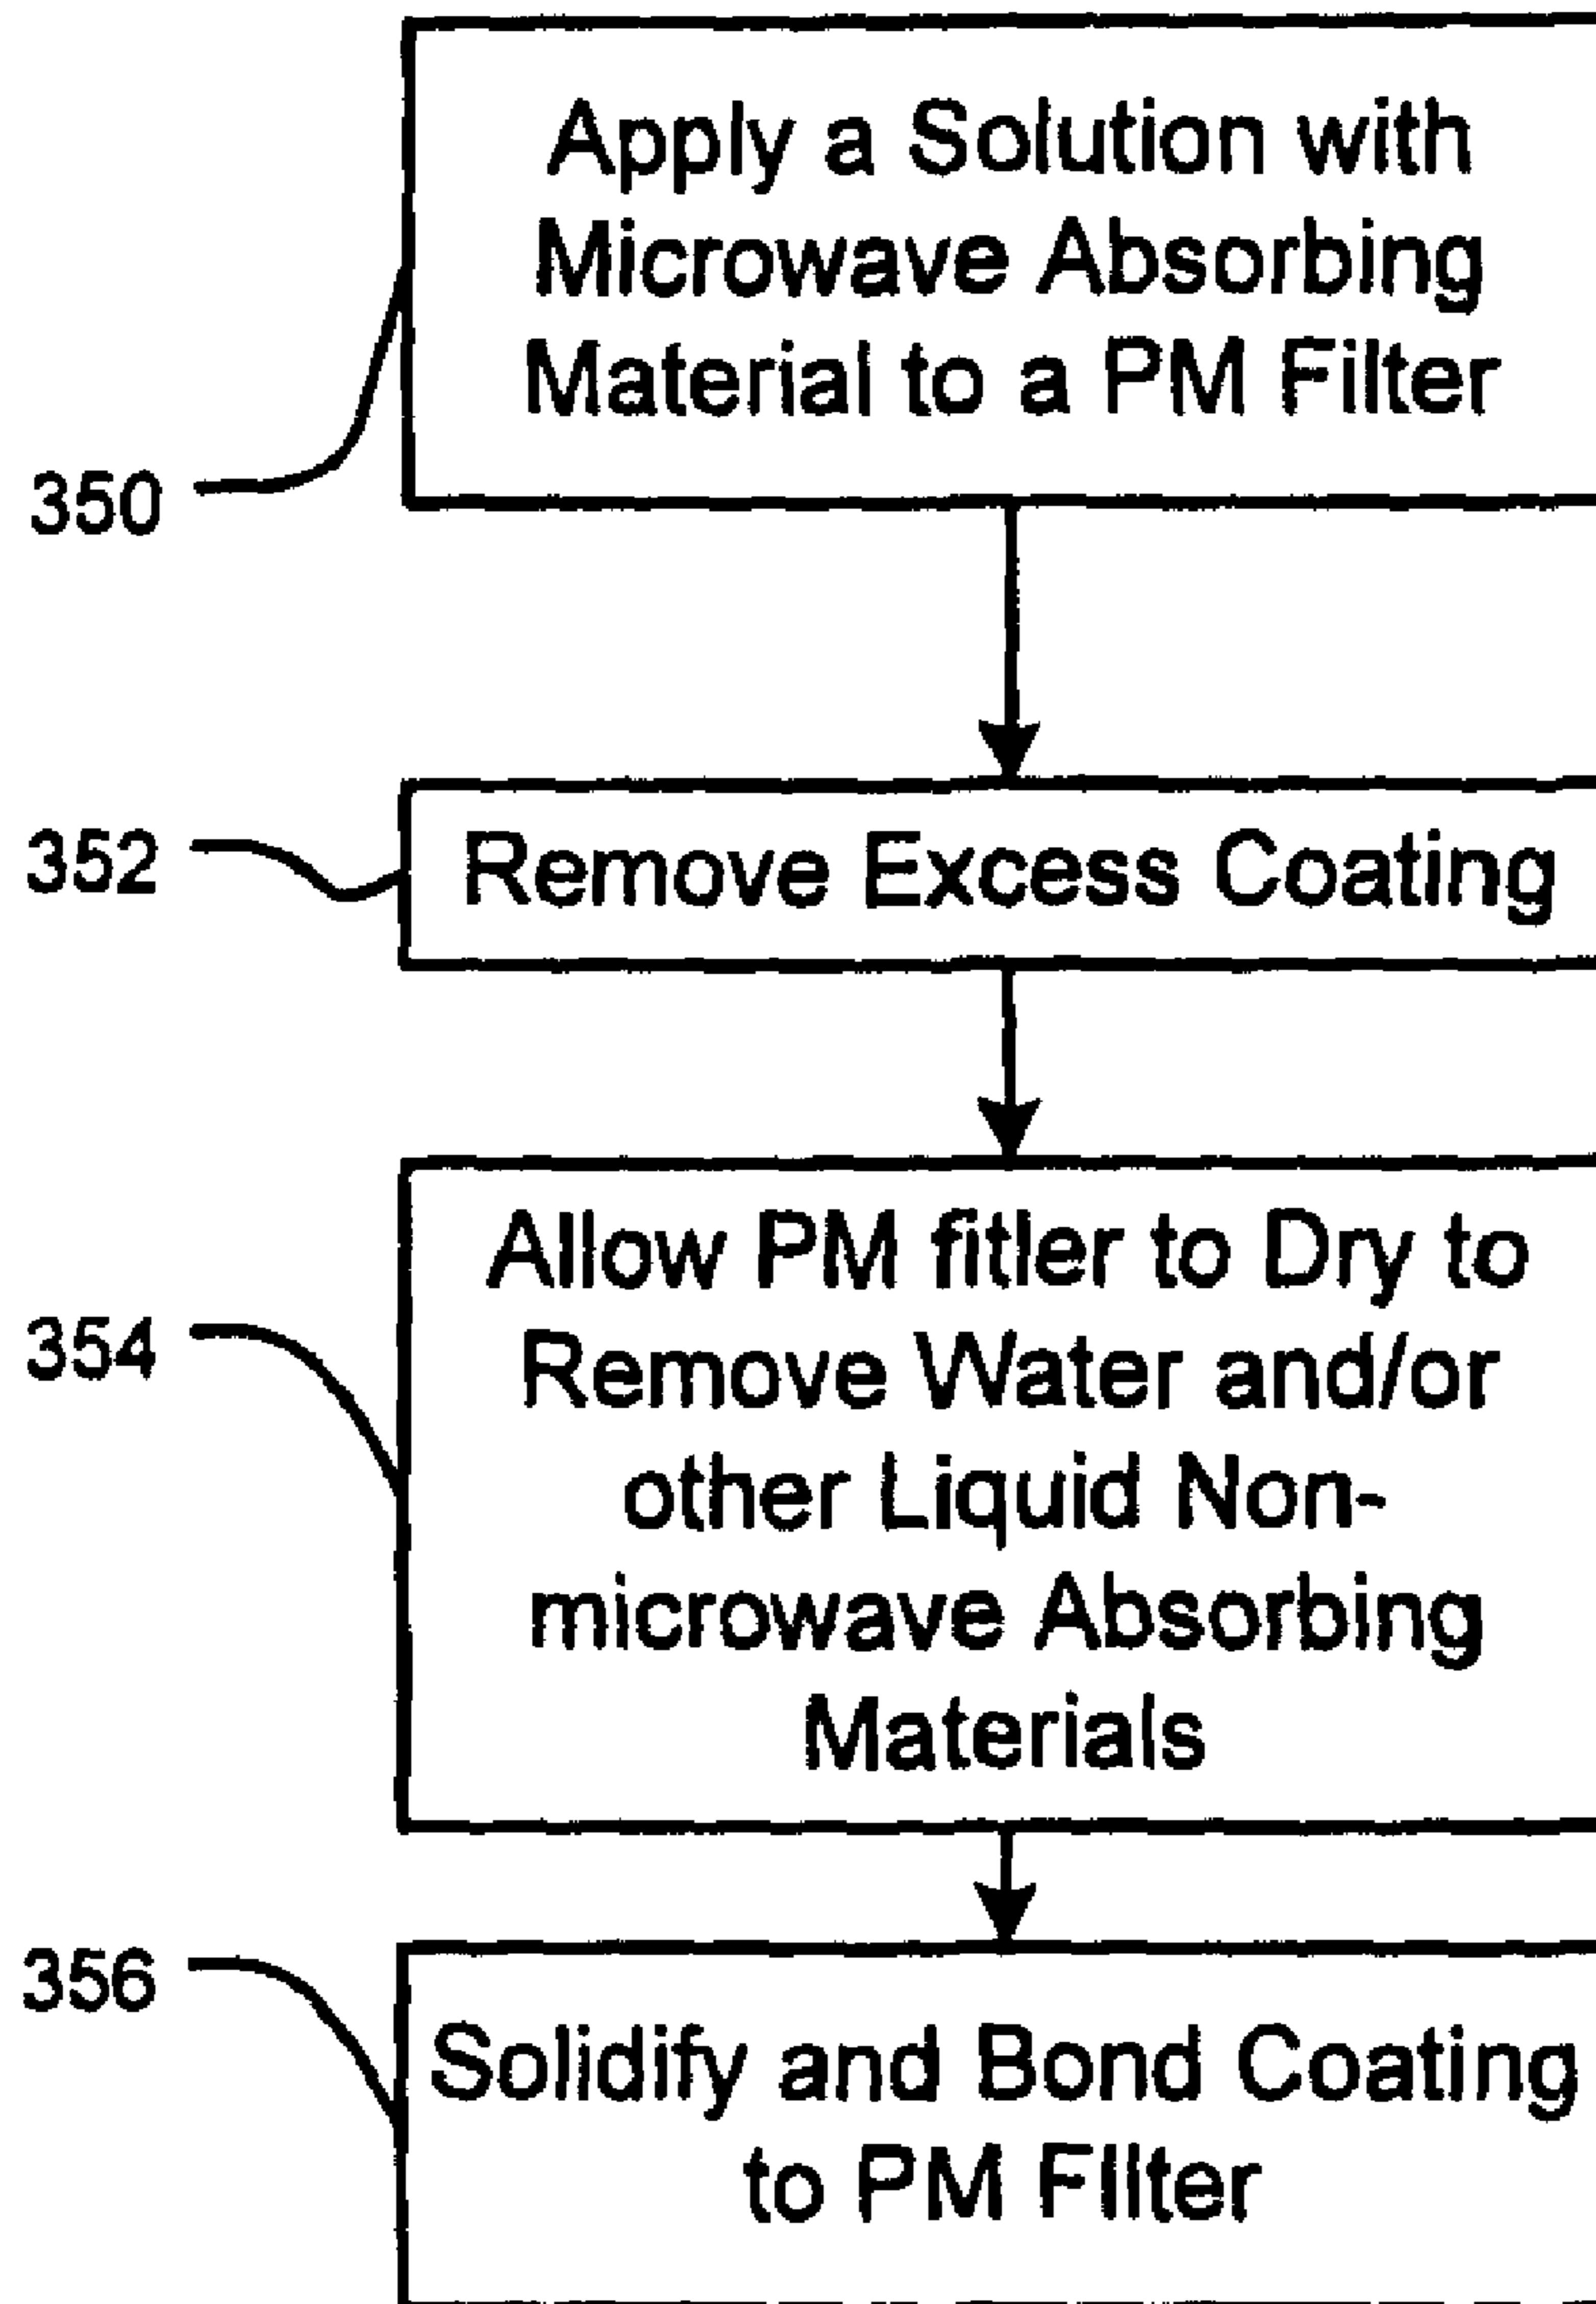 Apply a Solution with
Microwave Absorbing
Material to a PM Filter
350
352
Remove Excess Coating
Allow PM fitler to Dry to
Remove Water and/or
other Liquid Non-
microwave Absorbing
Materials
354
356
Solidify and Bond Coating
to PM Filter